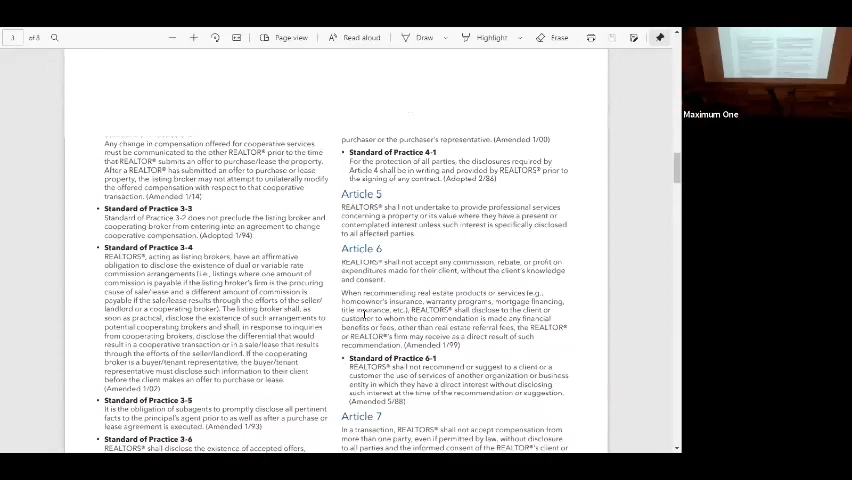 3 of 8
Page view
Read aloud
Draw
Highlight
Erase
Any change in compensation offered for cooperative services
must be communicated to the other REALTOR® prior to the time
that REALTOR® submits an offer to purchase/lease the property.
After a REALTOR® has submitted an offer to purchase or lease
property, the listing broker may not attempt to unilaterally modify
the offered compensation with respect to that cooperative
transaction. (Amended 1/14)
• Standard of Practice 3-3
Standard of Practice 3-2 does not preclude the listing broker and
cooperating broker from entering into an agreement to change
cooperative compensation. (Adopted 1/94)
• Standard of Practice 3-4
REALTORS®, acting as listing brokers, have an affirmative
obligation to disclose the existence of dual or variable rate
commission arrangements (i.e., listings where one amount of
commission is payable if the listing broker's firm is the procuring
cause of sale/lease and a different amount of commission is
payable if the sale/lease results through the efforts of the seller/
landlord or a cooperating broker). The listing broker shall, as
soon as practical, disclose the existence of such arrangements to
potential cooperating brokers and shall, in response to inquiries
from cooperating brokers, disclose the differential that would
result in a cooperative transaction or in a sale/lease that results
through the efforts of the seller/landlord. If the cooperating
broker is a buyer/tenant representative, the buyer/tenant
representative must disclose such information to their client
before the client makes an offer to purchase or lease.
(Amended 1/02)
• Standard of Practice 3-5
It is the obligation of subagents to promptly disclose all pertinent
facts to the principal's agent prior to as well as after a purchase or
lease agreement is executed. (Amended 1/93)
• Standard of Practice 3-6
REALTORS® shall disclose the existence of accepted offers,
purchaser or the purchaser's representative. (Amended 1/00)
• Standard of Practice 4-1
For the protection of all parties, the disclosures required by
Article 4 shall be in writing and provided by REALTORS® prior to
the signing of any contract. (Adopted 2/86)
Article 5
REALTORS® shall not undertake to provide professional services
concerning a property or its value where they have a present or
contemplated interest unless such interest is specifically disclosed
to all affected parties.
Article 6
REALTORS® shall not accept any commission, rebate, or profit on
expenditures made for their client, without the client's knowledge
and consent.
When recommending real estate products or services (e.g.,
homeowner's insurance, warranty programs, mortgage financing,
title insurance, etc.), REALTORS® shall disclose to the client or
customer to whom the recommendation is made any financial
benefits or fees, other than real estate referral fees, the REALTOR®
or REALTOR®'s firm may receive as a direct result of such
recommendation. (Amended 1/99)
• Standard of Practice 6-1
REALTORS® shall not recommend or suggest to a client or a
customer the use of services of another organization or business
entity in which they have a direct interest without disclosing
such interest at the time of the recommendation or suggestion.
(Amended 5/88)
Article 7
In a transaction, REALTORS® shall not accept compensation from
more than one party, even if permitted by law, without disclosure
to all parties and the informed consent of the REALTOR®'s client or
Maximum One